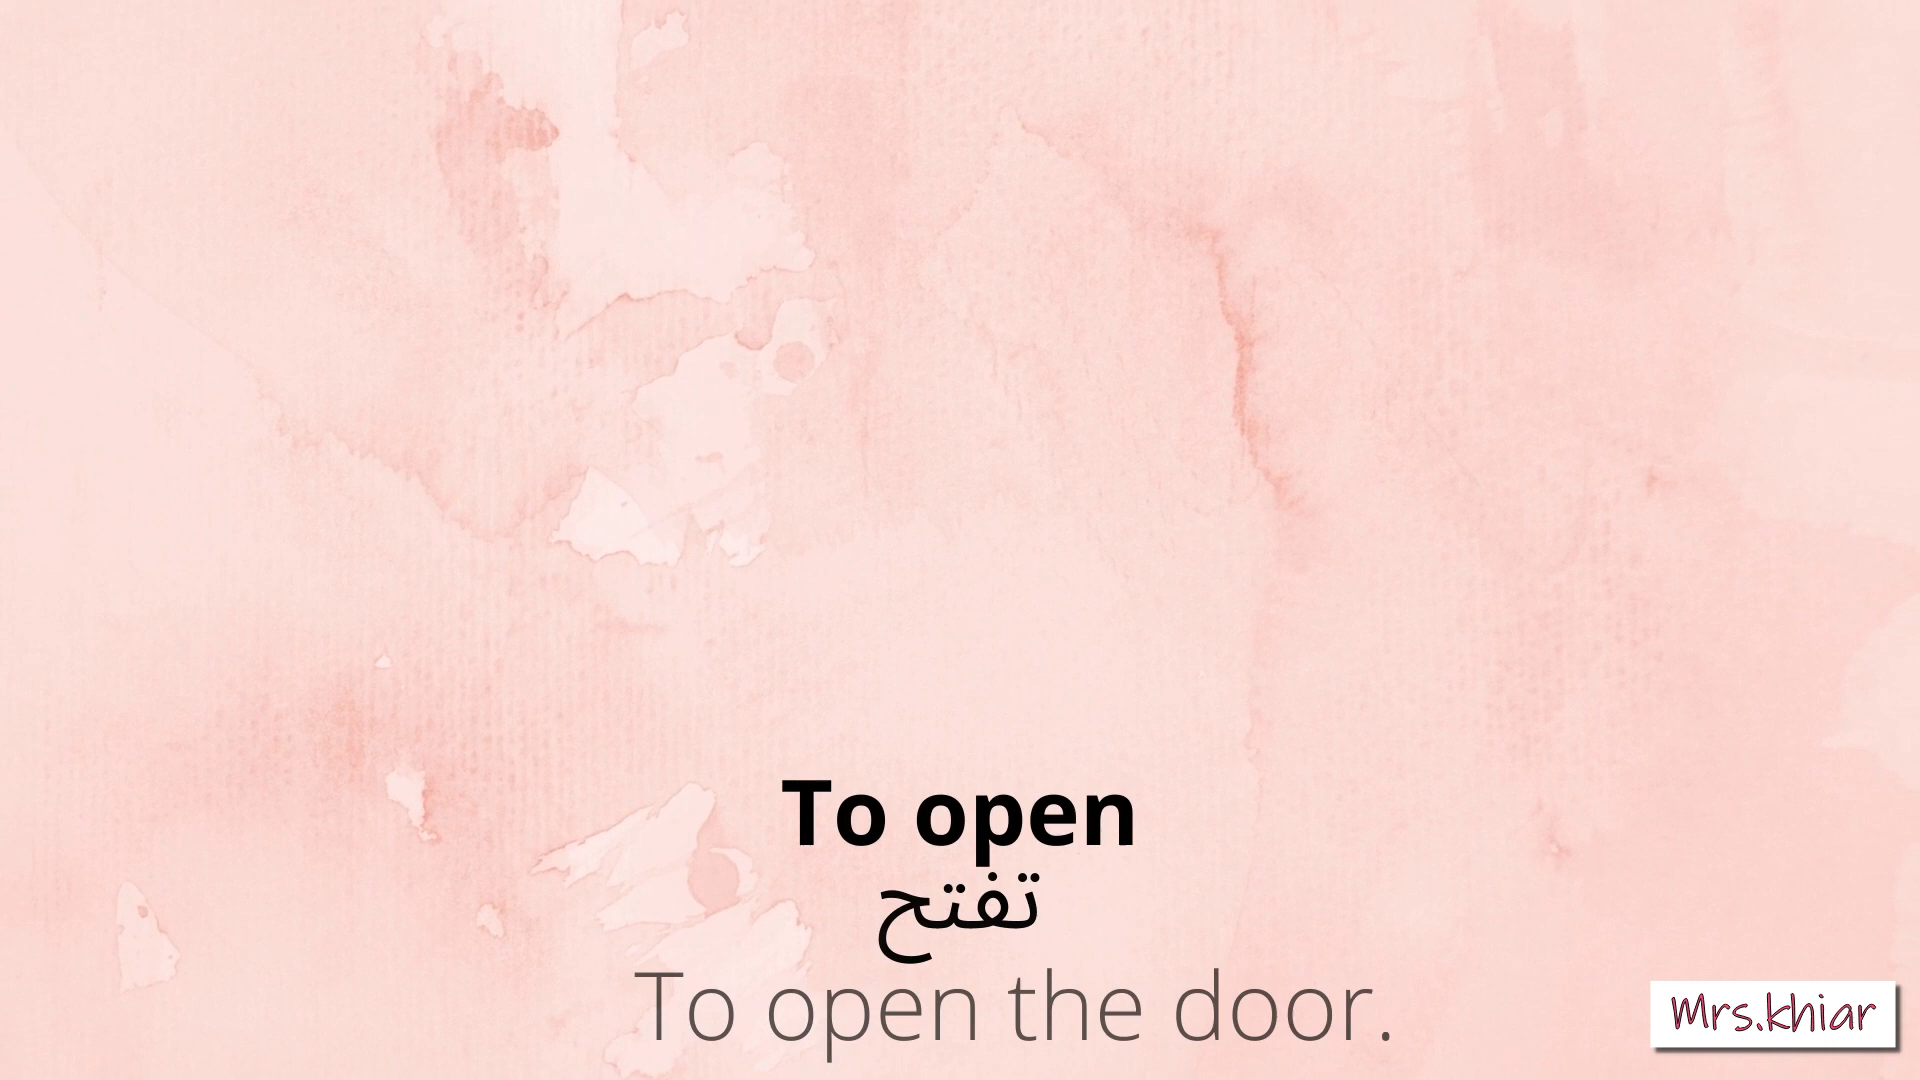 To open
تفتح
To open the door.
Mrs.khiar